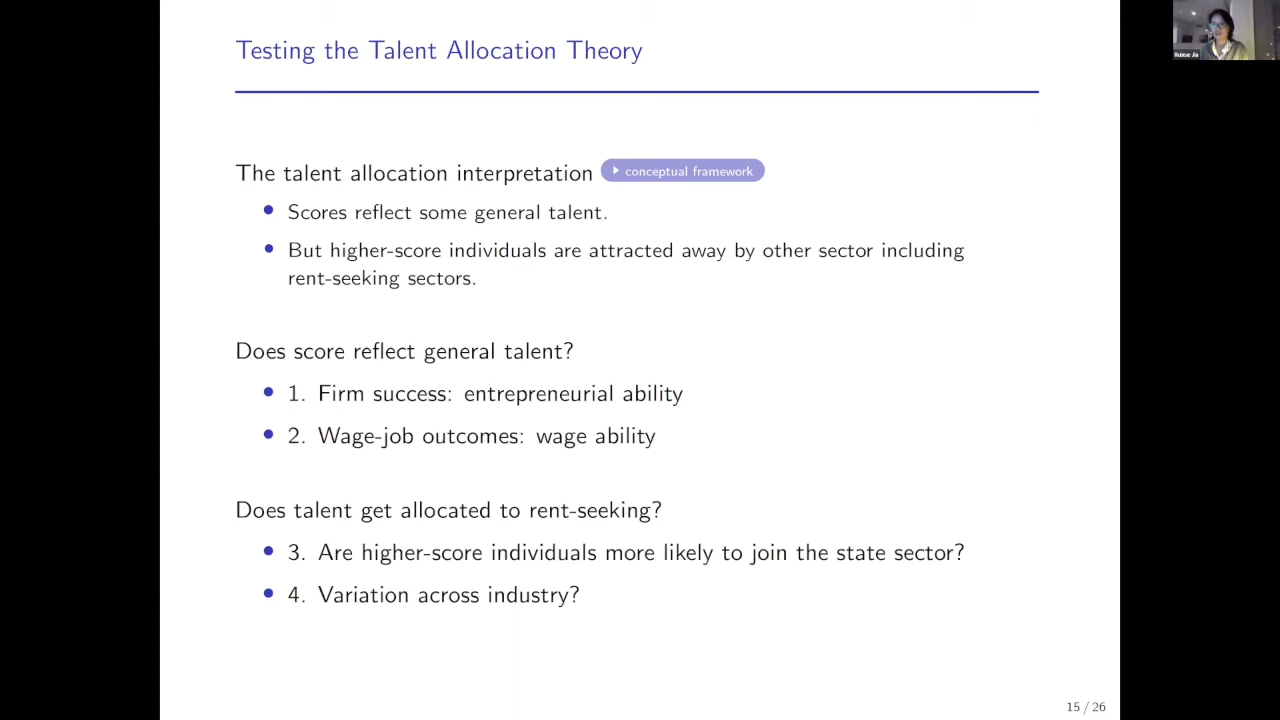 Testing the Talent Allocation Theory
Ruixue Jia
The talent allocation interpretation conceptual framework
Scores reflect some general talent.
But higher-score individuals are attracted away by other sector including
rent-seeking sectors.
Does score reflect general talent?
1. Firm success: entrepreneurial ability
2. Wage-job outcomes: wage ability
Does talent get allocated to rent-seeking?
3. Are higher-score individuals more likely to join the state sector?
4. Variation across industry?
15 / 26